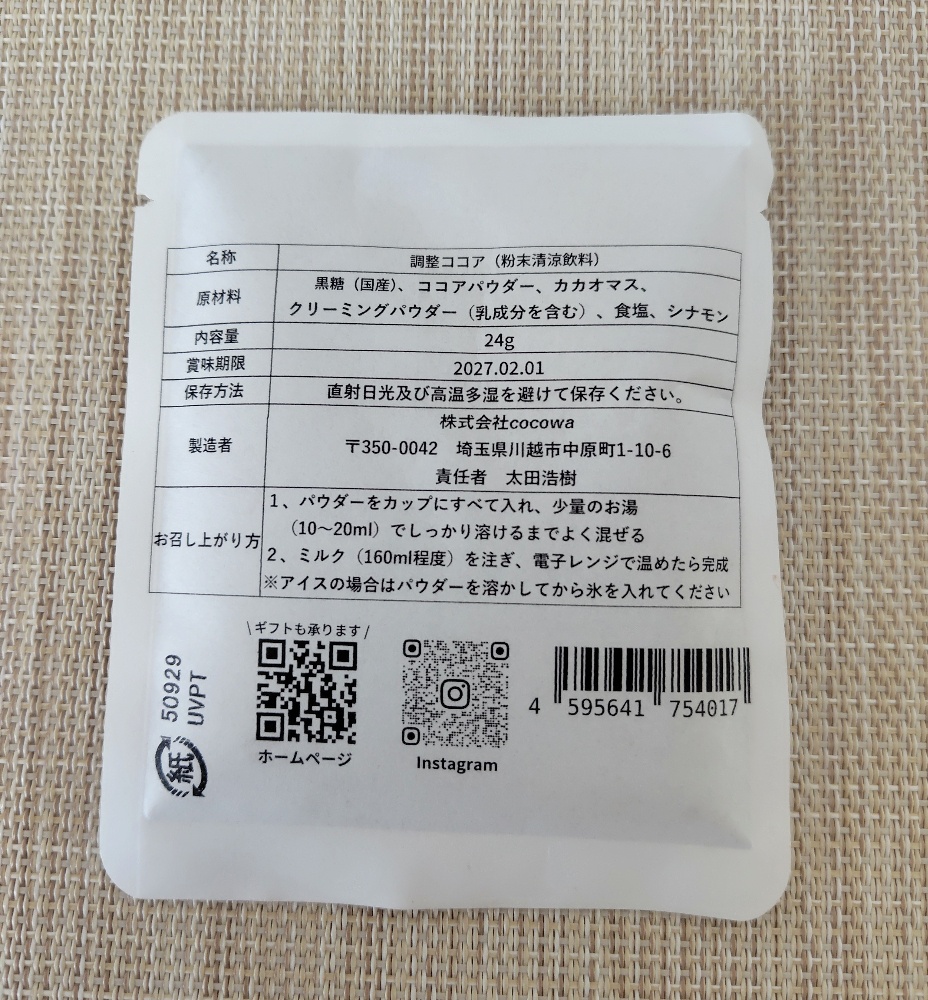 名称
調整ココア（粉末清涼飲料）
原材料
黒糖（国産）、ココアパウダー、カカオマス、
クリーミングパウダー（乳成分を含む）、食塩、シナモン
内容量
24g
賞味期限
2027.02.01
保存方法
直射日光及び高温多湿を避けて保存ください。
製造者
株式会社cocowa
〒350-0042　埼玉県川越市中原町1-10-6
責任者　太田浩樹
お召し上がり方
1、パウダーをカップにすべて入れ、少量のお湯
（10～20ml）でしっかり溶けるまでよく混ぜる
2、ミルク（160ml程度）を注ぎ、電子レンジで温めたら完成
※アイスの場合はパウダーを溶かしてから氷を入れてください
\ギフトも承ります/
ホームページ
Instagram
4 595641 754017
紙
50929
UVPT